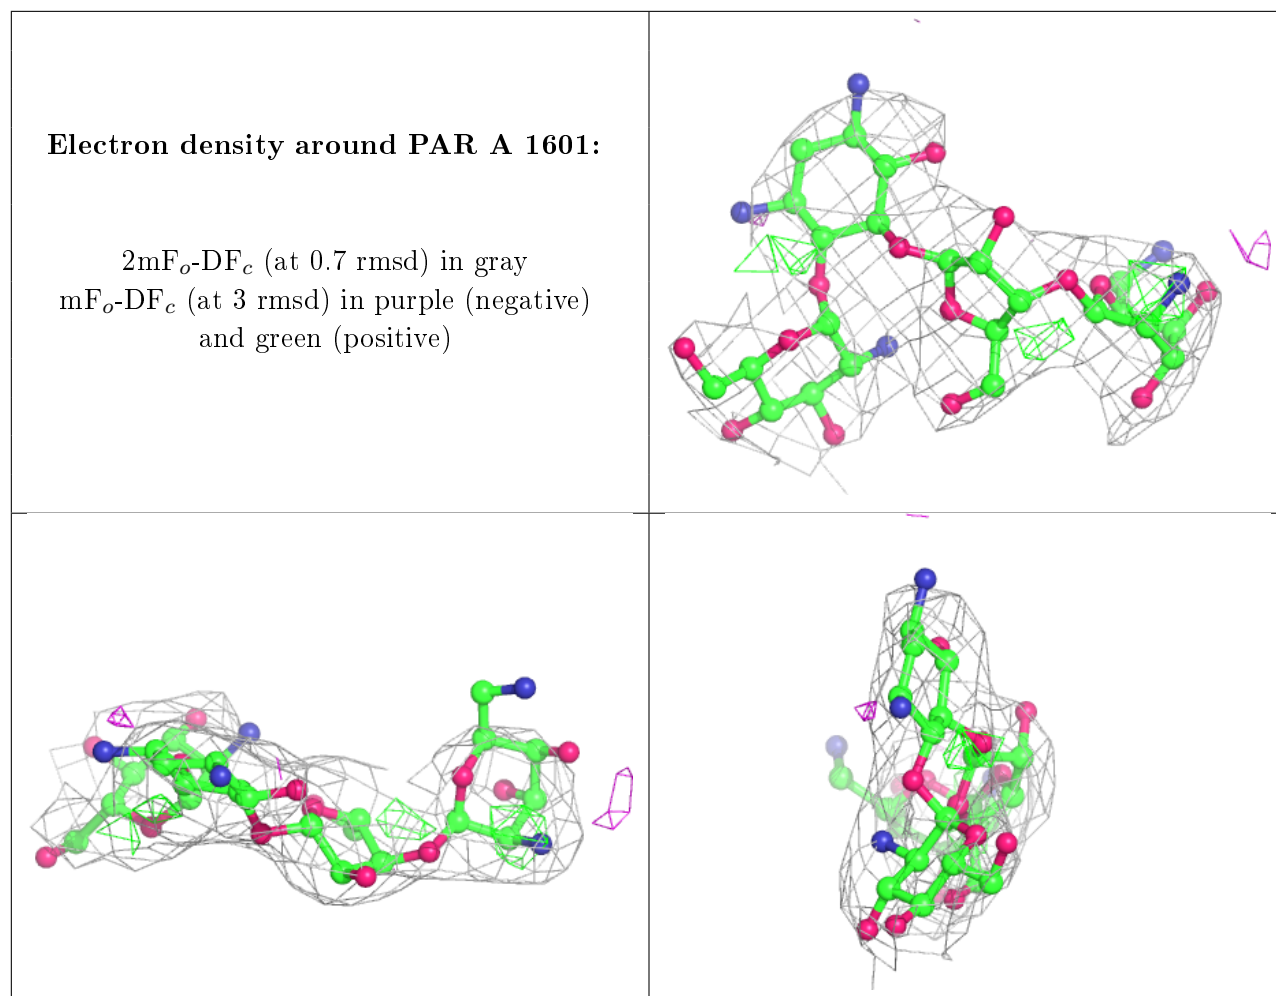 Electron density around PAR A 1601:
2mFo-DFc (at 0.7 rmsd) in gray
mFo-DFc (at 3 rmsd) in purple (negative)
and green (positive)